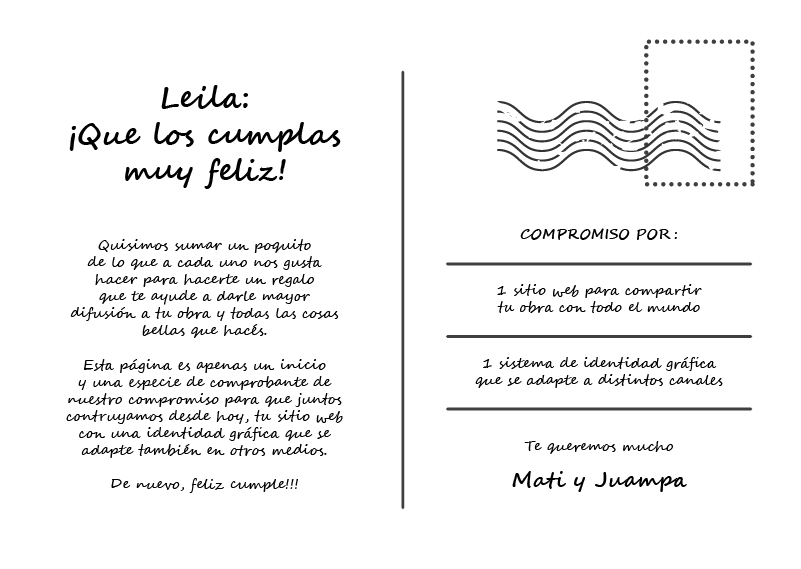 Leila:
¡Que los cumplas
muy feliz!
Quisimos sumar un poquito
de lo que a cada uno nos gusta
hacer para hacerte un regalo
que te ayude a darle mayor
difusión a tu obra y todas las cosas
bellas que hacés.
Esta página es apenas un inicio
y una especie de comprobante de
nuestro compromiso para que juntos
contruyamos desde hoy, tu sitio web
con una identidad gráfica que se
adapte también en otros medios.
De nuevo, feliz cumple!!!
COMPROMISO POR:
1 sitio web para compartir
tu obra con todo el mundo
1 sistema de identidad gráfica
que se adapte a distintos canales
Te queremos mucho
Mati y Juampa